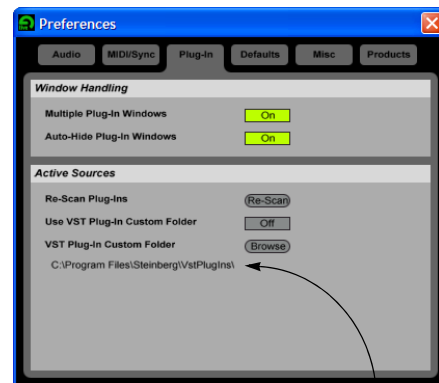 Preferences
Audio MIDI/Sync Plug-In Defaults Misc Products
Window Handling
Multiple Plug-In Windows On
Auto-Hide Plug-In Windows On
Active Sources
Re-Scan Plug-Ins Re-Scan
Use VST Plug-In Custom Folder Off
VST Plug-In Custom Folder Browse
C:\Program Files\Steinberg\VstPlugIns\